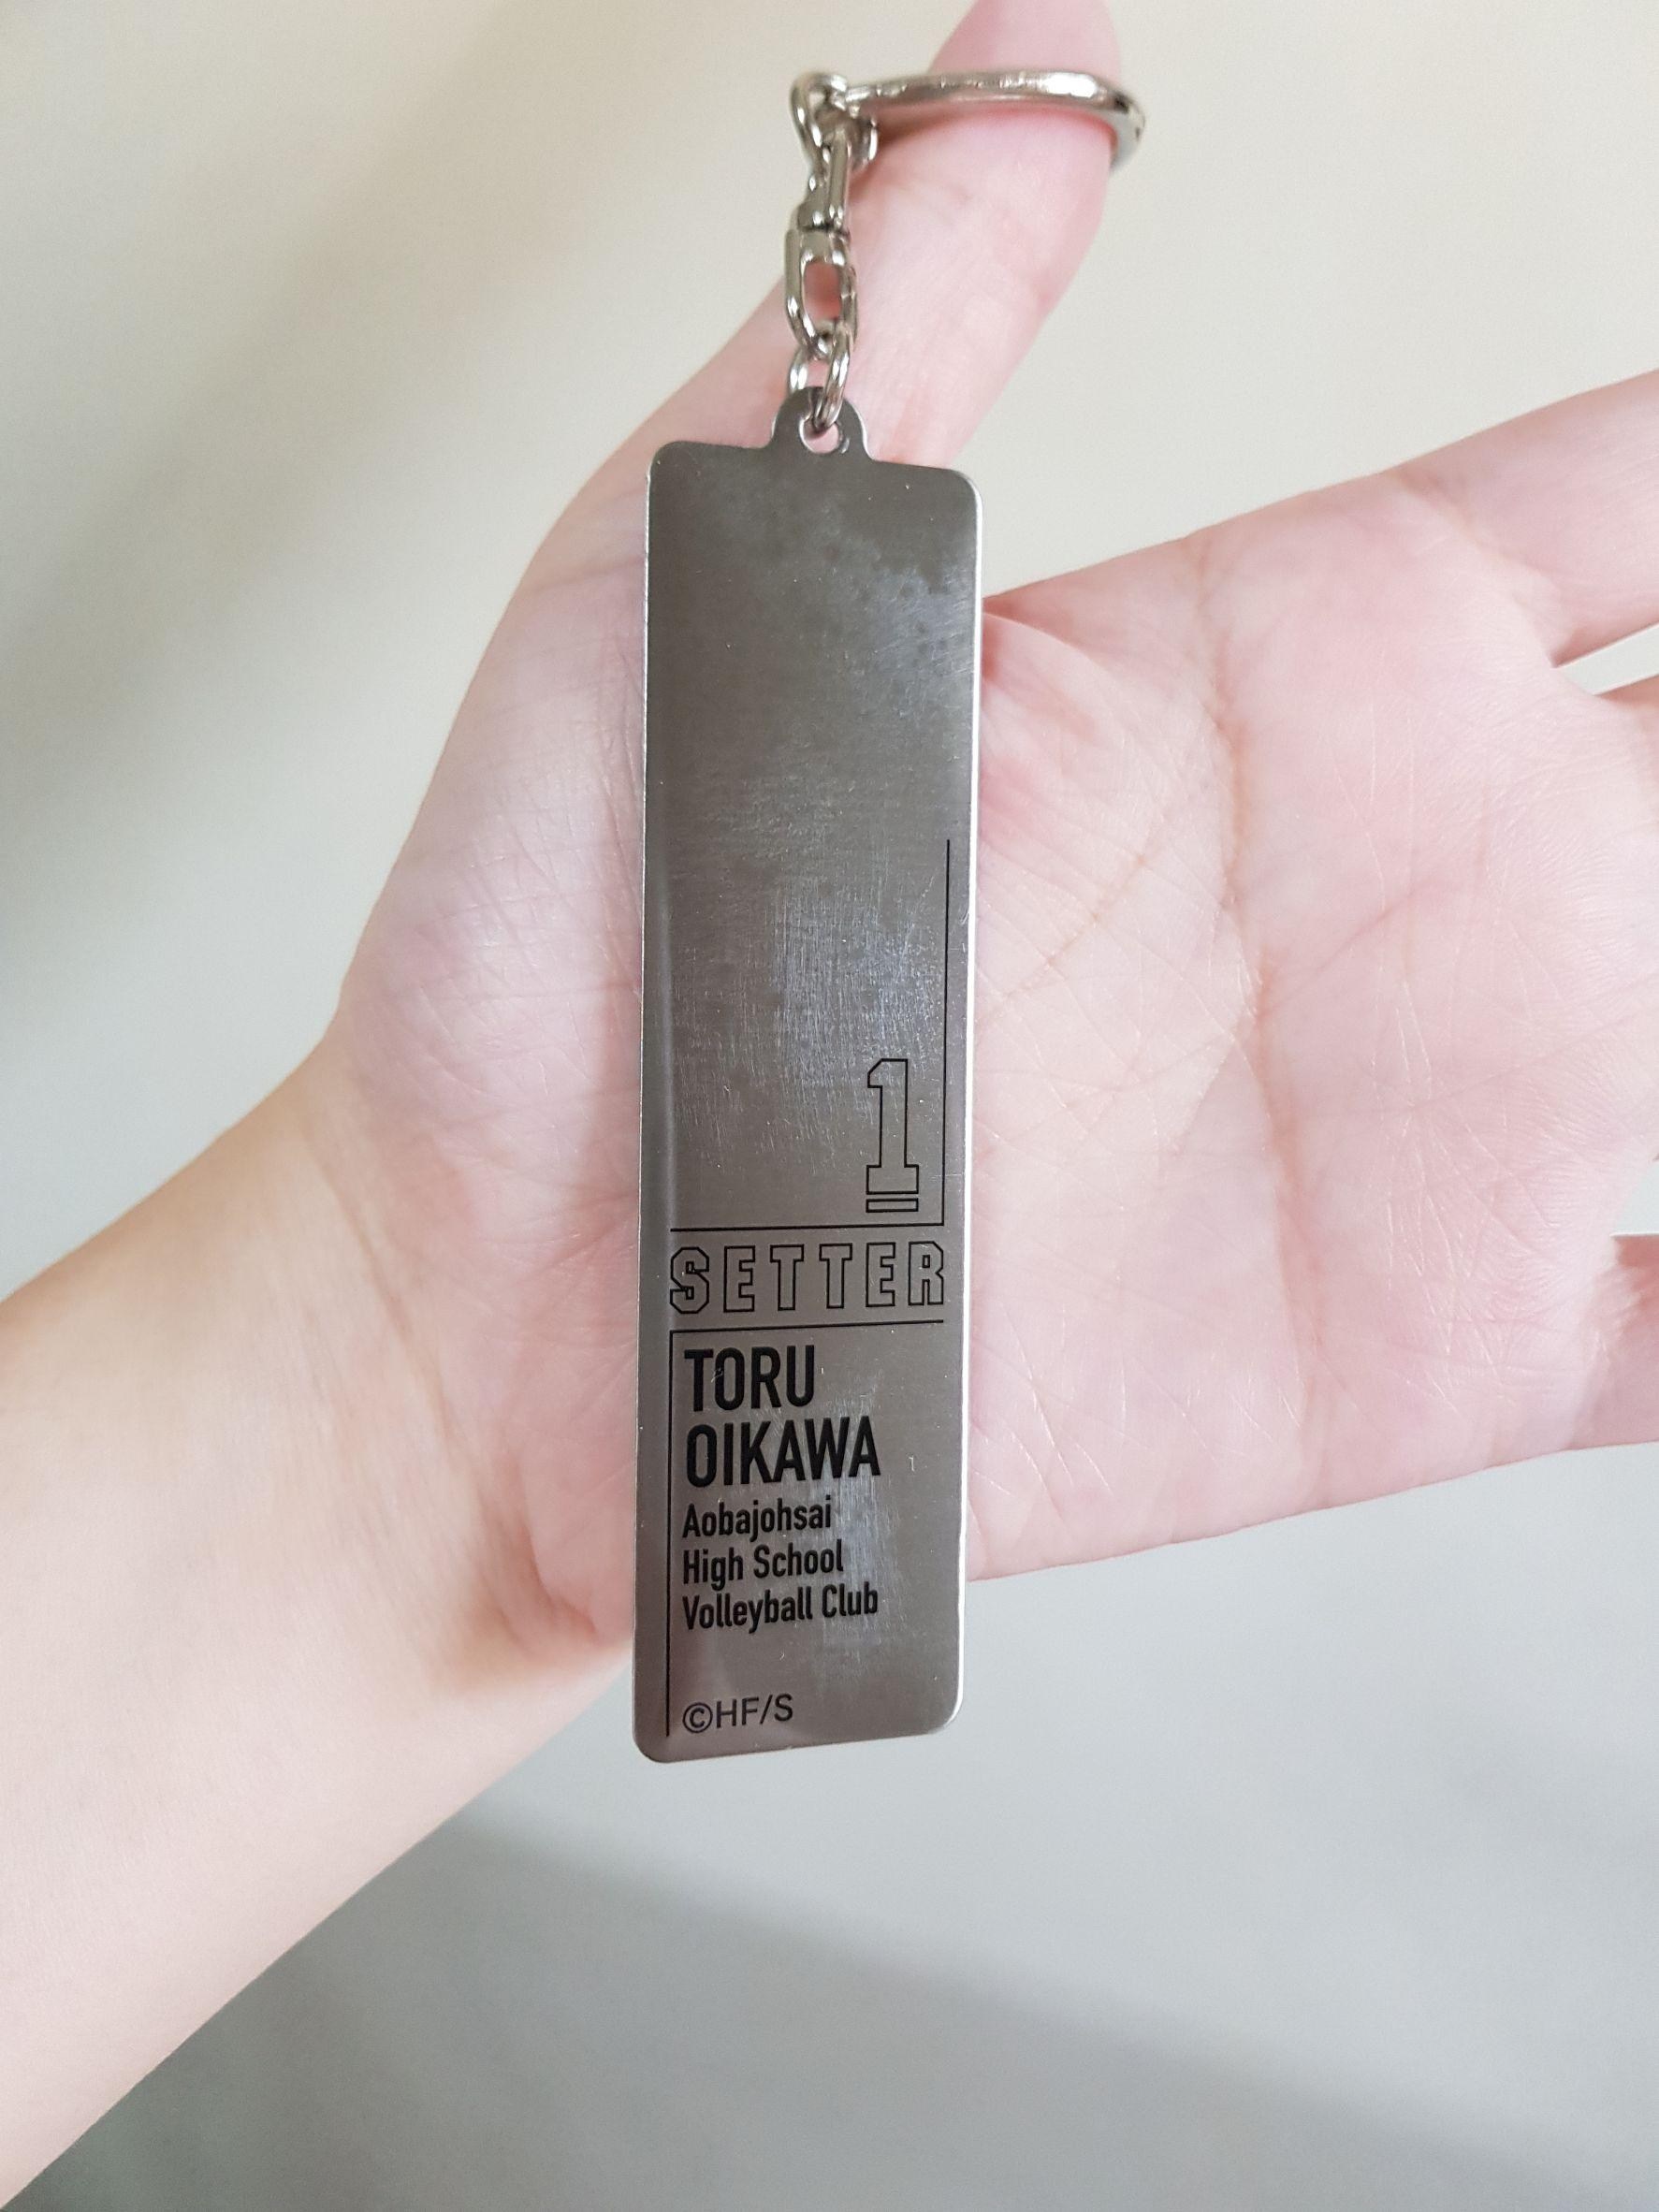 1
SETTER
TORU
OIKAWA
Aobajohsai
High School
Volleyball Club
©HF/S